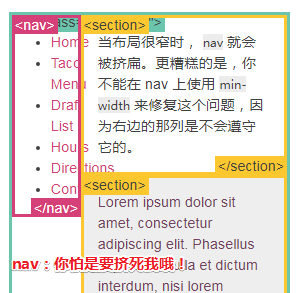 <nav>
ass="
">
<section>
Home
Taco
Menu
Draf
List
Hours
Directions
Con
</nav>
当布局很窄时， nav 就会
被挤扁。更糟糕的是，你
不能在 nav 上使用 min-
width 来修复这个问题，因
为右边的那列是不会遵守
它的。
</section>
<section>
Lorem ipsum dolor sit
amet, consectetur
adipiscing elit. Phasellus
nav：你怕是要挤死我哦！
la et dictum
interdum, nisi lorem